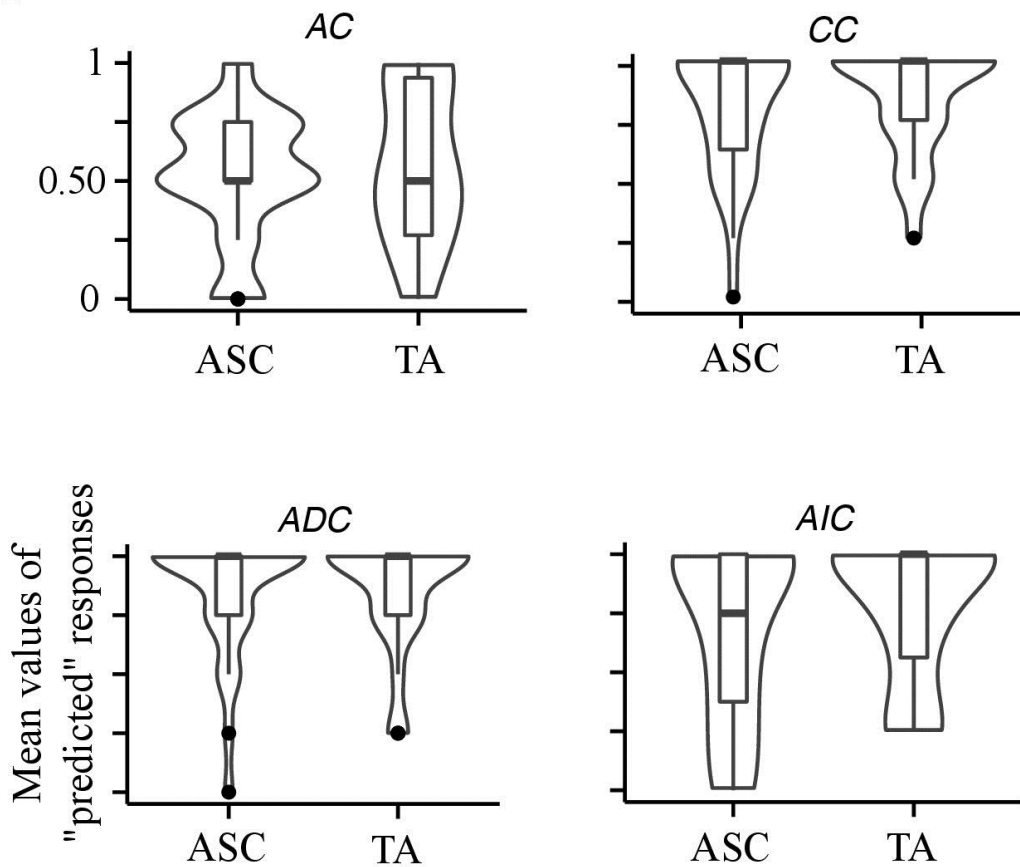 AC
CC
1
0.50
0
ASC TA
ASC TA
ADC
AIC
Mean values of
"predicted" responses
ASC TA
ASC TA